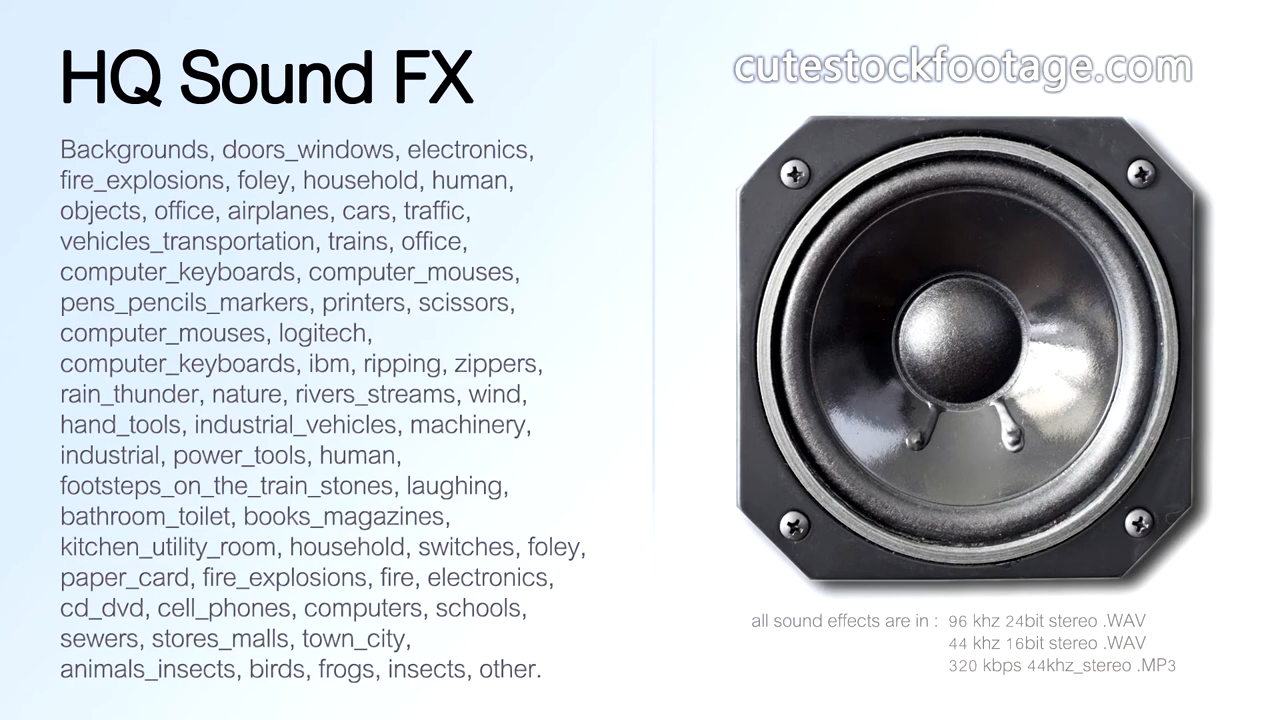 HQ Sound FX
Backgrounds, doors_windows, electronics,
fire_explosions, foley, household, human,
objects, office, airplanes, cars, traffic,
vehicles_transportation, trains, office,
computer_keyboards, computer_mouses,
pens_pencils_markers, printers, scissors,
computer_mouses, logitech,
computer_keyboards, ibm, ripping, zippers,
rain_thunder, nature, rivers_streams, wind,
hand_tools, industrial_vehicles, machinery,
industrial, power_tools, human,
footsteps_on_the_train_stones, laughing,
bathroom_toilet, books_magazines,
kitchen_utility_room, household, switches, foley,
paper_card, fire_explosions, fire, electronics,
cd_dvd, cell_phones, computers, schools,
sewers, stores_malls, town_city,
animals_insects, birds, frogs, insects, other.
cutestockfootage.com
all sound effects are in : 96 khz 24bit stereo .WAV
44 khz 16bit stereo .WAV
320 kbps 44khz_stereo .MP3